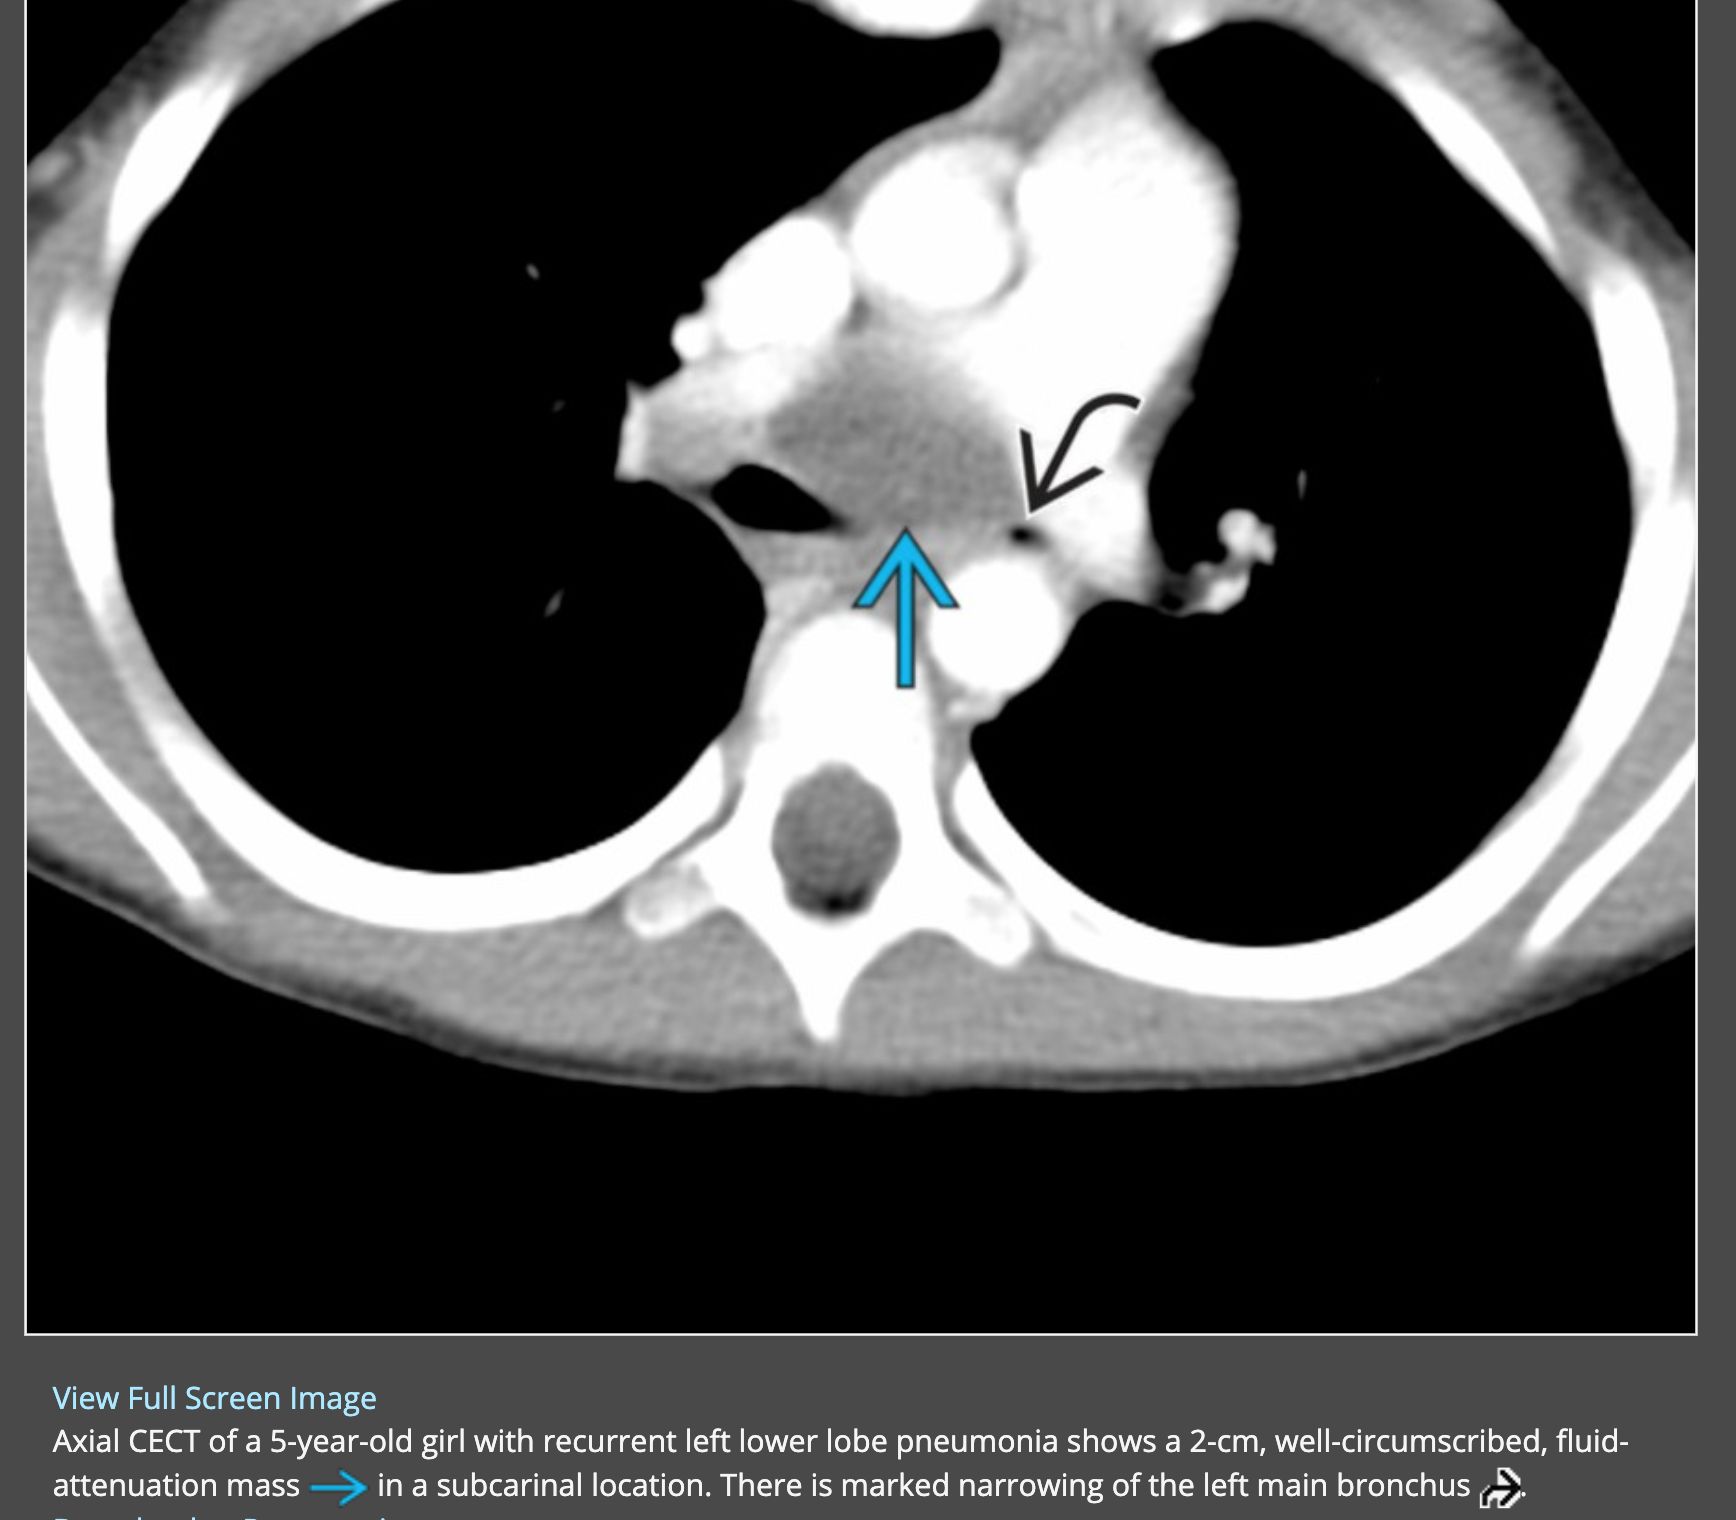 View Full Screen Image
Axial CECT of a 5-year-old girl with recurrent left lower lobe pneumonia shows a 2-cm, well-circumscribed, fluid-
attenuation mass in a subcarinal location. There is marked narrowing of the left main bronchus .